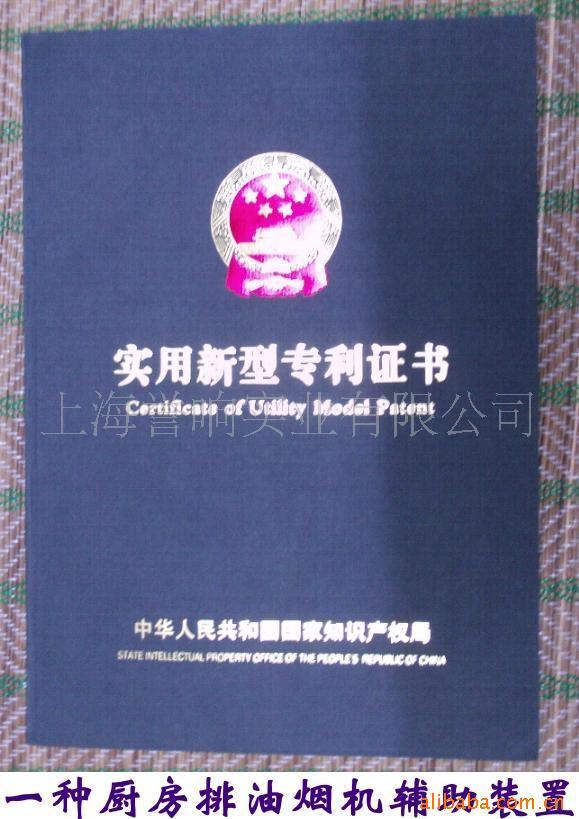 实用新型专利证书
Certificate of Utility Model Patent
上海誉响实业有限公司
中华人民共和国国家知识产权局
STATE INTELLECTUAL PROPERTY OFFICE OF THE PEOPLE'S REPUBLIC OF CHINA
一种厨房排油烟机辅助装置
alibaba.com.cn